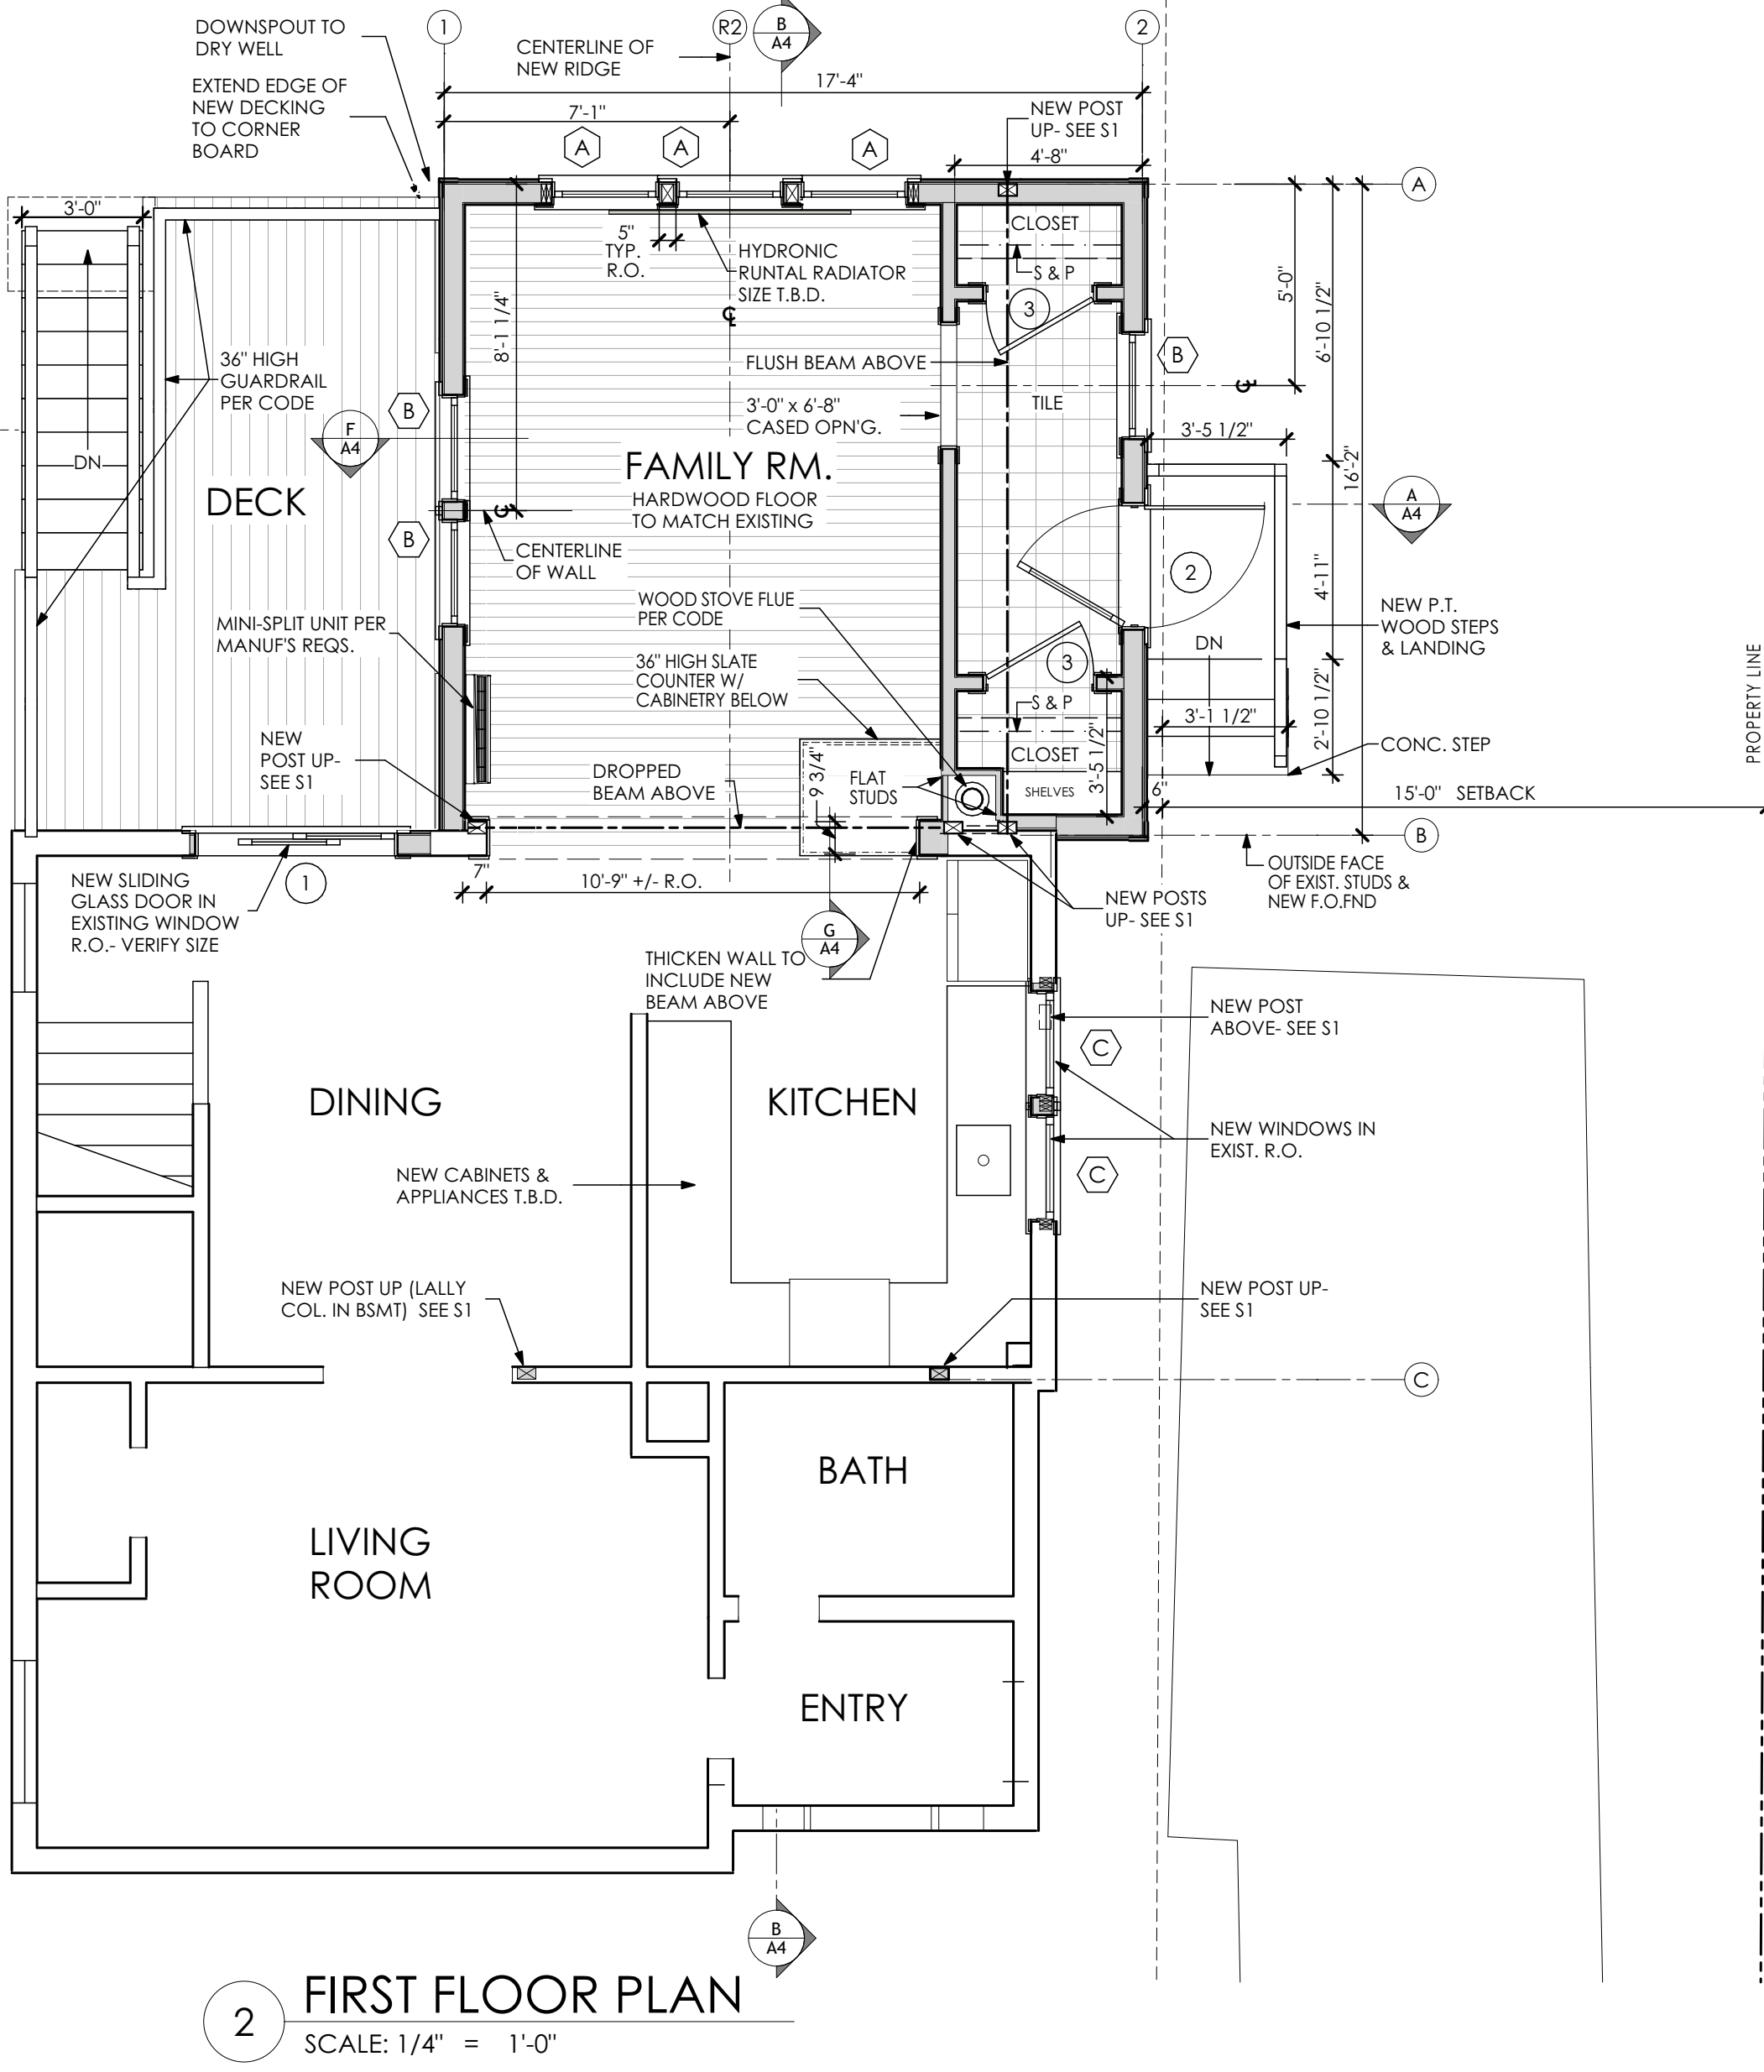 DOWNSPOUT TO
DRY WELL
1
CENTERLINE OF
NEW RIDGE
R2
B
A4
2
17'-4"
EXTEND EDGE OF
NEW DECKING
TO CORNER
BOARD
7'-1"
NEW POST
UP- SEE S1
A
A
A
4'-8"
A
3'-0"
5"
TYP.
R.O.
HYDRONIC
RUNTAL RADIATOR
SIZE T.B.D.
CLOSET
S & P
3
5'-0"
6'-10 1/2"
8'-1 1/4"
36" HIGH
GUARDRAIL
PER CODE
FLUSH BEAM ABOVE
B
3'-0" x 6'-8"
CASED OPN'G.
TILE
B
F
A4
3'-5 1/2"
DN
DECK
FAMILY RM.
HARDWOOD FLOOR
TO MATCH EXISTING
16'-2"
A
A4
B
CENTERLINE
OF WALL
2
4'-11"
WOOD STOVE FLUE
PER CODE
NEW P.T.
WOOD STEPS
& LANDING
MINI-SPLIT UNIT PER
MANUF'S REQS.
36" HIGH SLATE
COUNTER W/
CABINETRY BELOW
3
DN
PROPERTY LINE
S & P
3'-1 1/2"
2'-10 1/2"
NEW
POST UP-
SEE S1
CLOSET
3'-5 1/2"
CONC. STEP
DROPPED
BEAM ABOVE
9 3/4"
FLAT
STUDS
SHELVES
6"
15'-0" SETBACK
B
NEW SLIDING
GLASS DOOR IN
EXISTING WINDOW
R.O.- VERIFY SIZE
1
7"
10'-9" +/- R.O.
OUTSIDE FACE
OF EXIST. STUDS &
NEW F.O.FND
NEW POSTS
UP- SEE S1
G
A4
THICKEN WALL TO
INCLUDE NEW
BEAM ABOVE
NEW POST
ABOVE- SEE S1
C
DINING
KITCHEN
NEW WINDOWS IN
EXIST. R.O.
C
NEW CABINETS &
APPLIANCES T.B.D.
NEW POST UP (LALLY
COL. IN BSMT) SEE S1
NEW POST UP-
SEE S1
C
BATH
LIVING
ROOM
ENTRY
B
A4
2
FIRST FLOOR PLAN
SCALE: 1/4" = 1'-0"